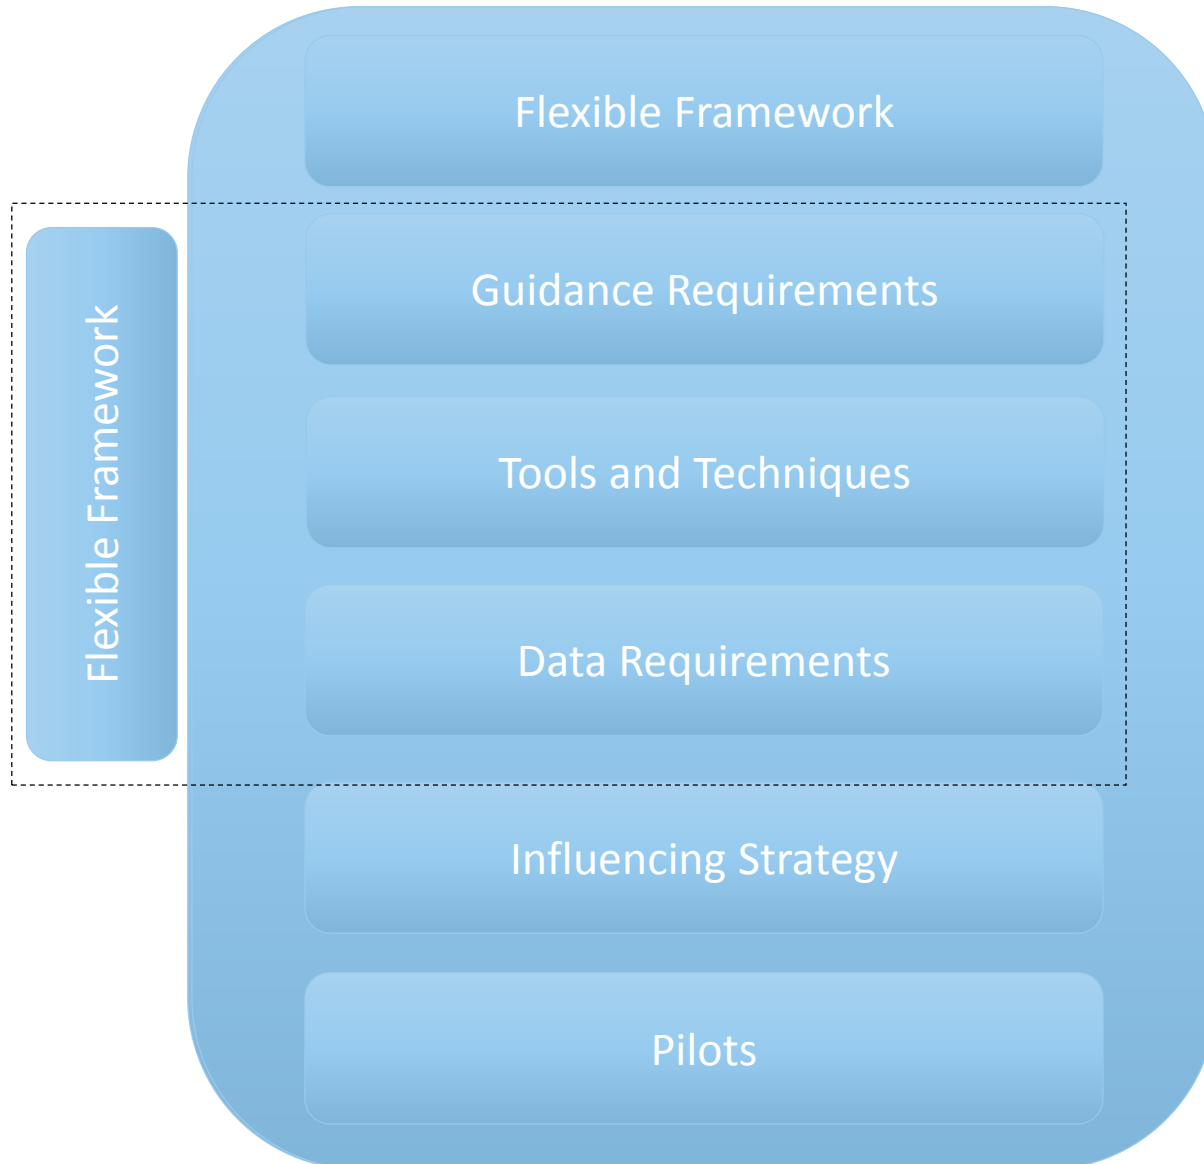 Flexible Framework
Guidance Requirements
Flexible Framework
Tools and Techniques
Data Requirements
Influencing Strategy
Pilots